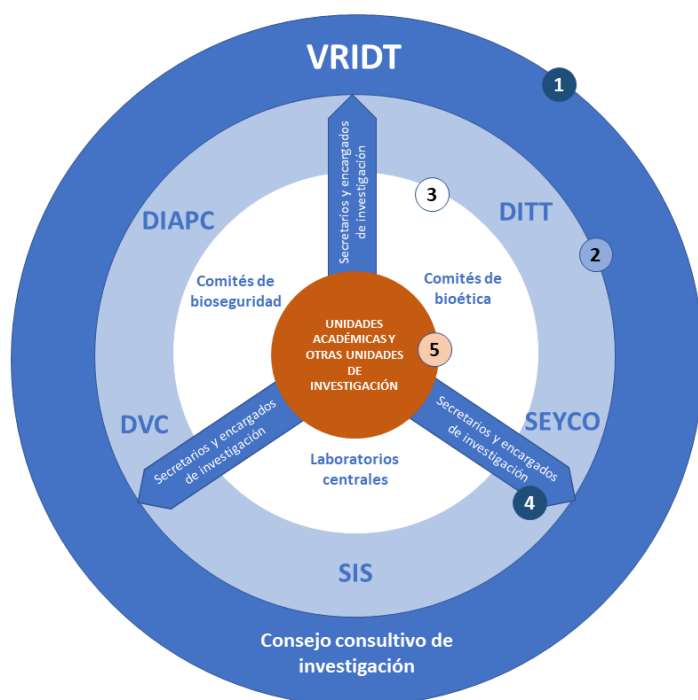 VRIDT
1
Secretarios y encargados
de investigación
3
DIAPC
DITT
2
Comités de
bioseguridad
Comités de
bioética
UNIDADES
ACADÉMICAS Y
OTRAS UNIDADES
DE
INVESTIGACIÓN
5
DVC
Secretarios y encargados
de investigación
SEYCO
Secretarios y encargados
de investigación
Laboratorios
centrales
4
SIS
Consejo consultivo de
investigación